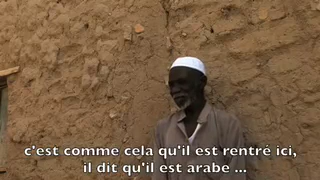 c'est comme cela qu'il est rentré ici,
il dit qu'il est arabe ...